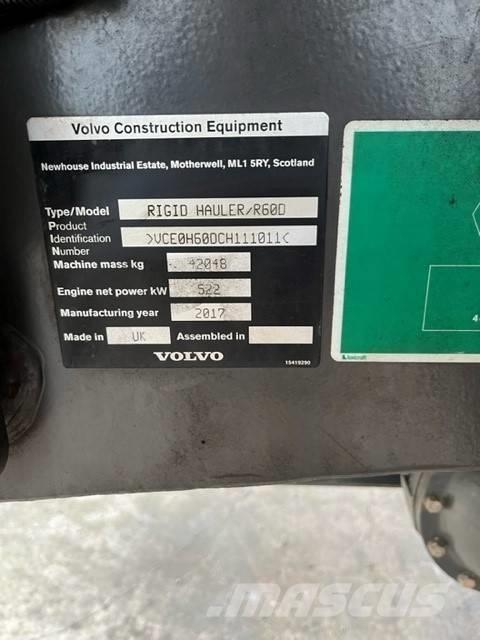 Volvo Construction Equipment
Newhouse Industrial Estate, Motherwell, ML1 5RY, Scotland
Type/Model RIGID HAULER/R60D
Product
Identification >VCE0H60DCH111011<
Number
Machine mass kg 42048
Engine net power kW 522
Manufacturing year 2017
Made in UK Assembled in
VOLVO
15419290
4
MASCUS